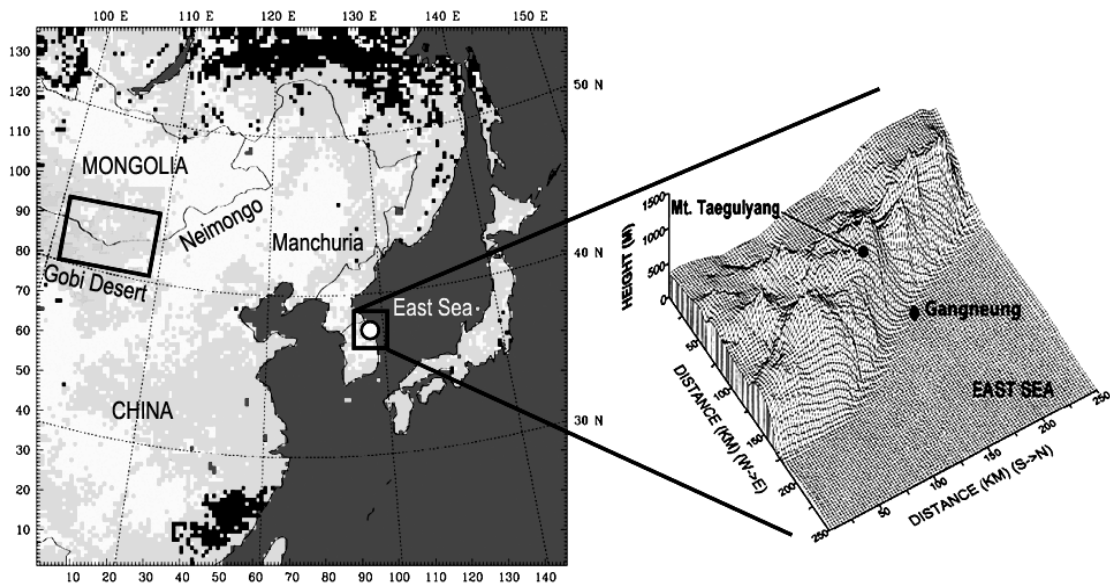 100 E 110 E 120 E 130 E 140 E 150 E
130
120
110
100
90
80
70
60
50
40
30
20
10
50 N
40 N
30 N
MONGOLIA
Neimongo
Manchuria
Gobi Desert
East Sea
CHINA
10 20 30 40 50 60 70 80 90 100 110 120 130 140
HEIGHT (M)
1500
1000
500
0
Mt. Taegulyang
Gangneung
EAST SEA
50
100
150
200
250
DISTANCE (KM) (W->E)
50
100
150
200
250
DISTANCE (KM) (S->N)